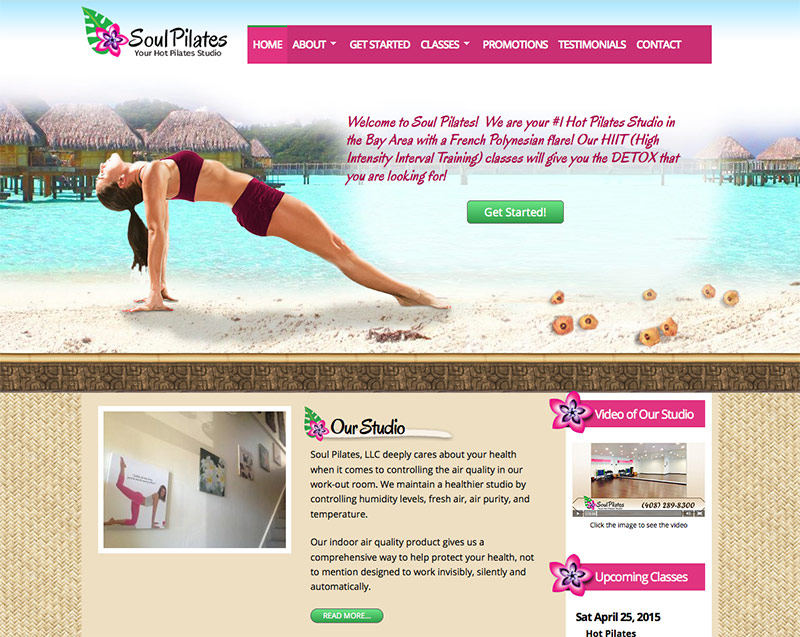 Soul Pilates
Your Hot Pilates Studio
HOME ABOUT GET STARTED CLASSES PROMOTIONS TESTIMONIALS CONTACT
Welcome to Soul Pilates! We are your #1 Hot Pilates Studio in
the Bay Area with a French Polynesian flare! Our HIIT (High
Intensity Interval Training) classes will give you the DETOX that
you are looking for!
Get Started!
Our Studio
Soul Pilates, LLC deeply cares about your health
when it comes to controlling the air quality in our
work-out room. We maintain a healthier studio by
controlling humidity levels, fresh air, air purity, and
temperature.
Our indoor air quality product gives us a
comprehensive way to help protect your health, not
to mention designed to work invisibly, silently and
automatically.
READ MORE...
Video of Our Studio
Soul Pilates
(408) 289-8300
Click the image to see the video
Upcoming Classes
Sat April 25, 2015
Hot Pilates